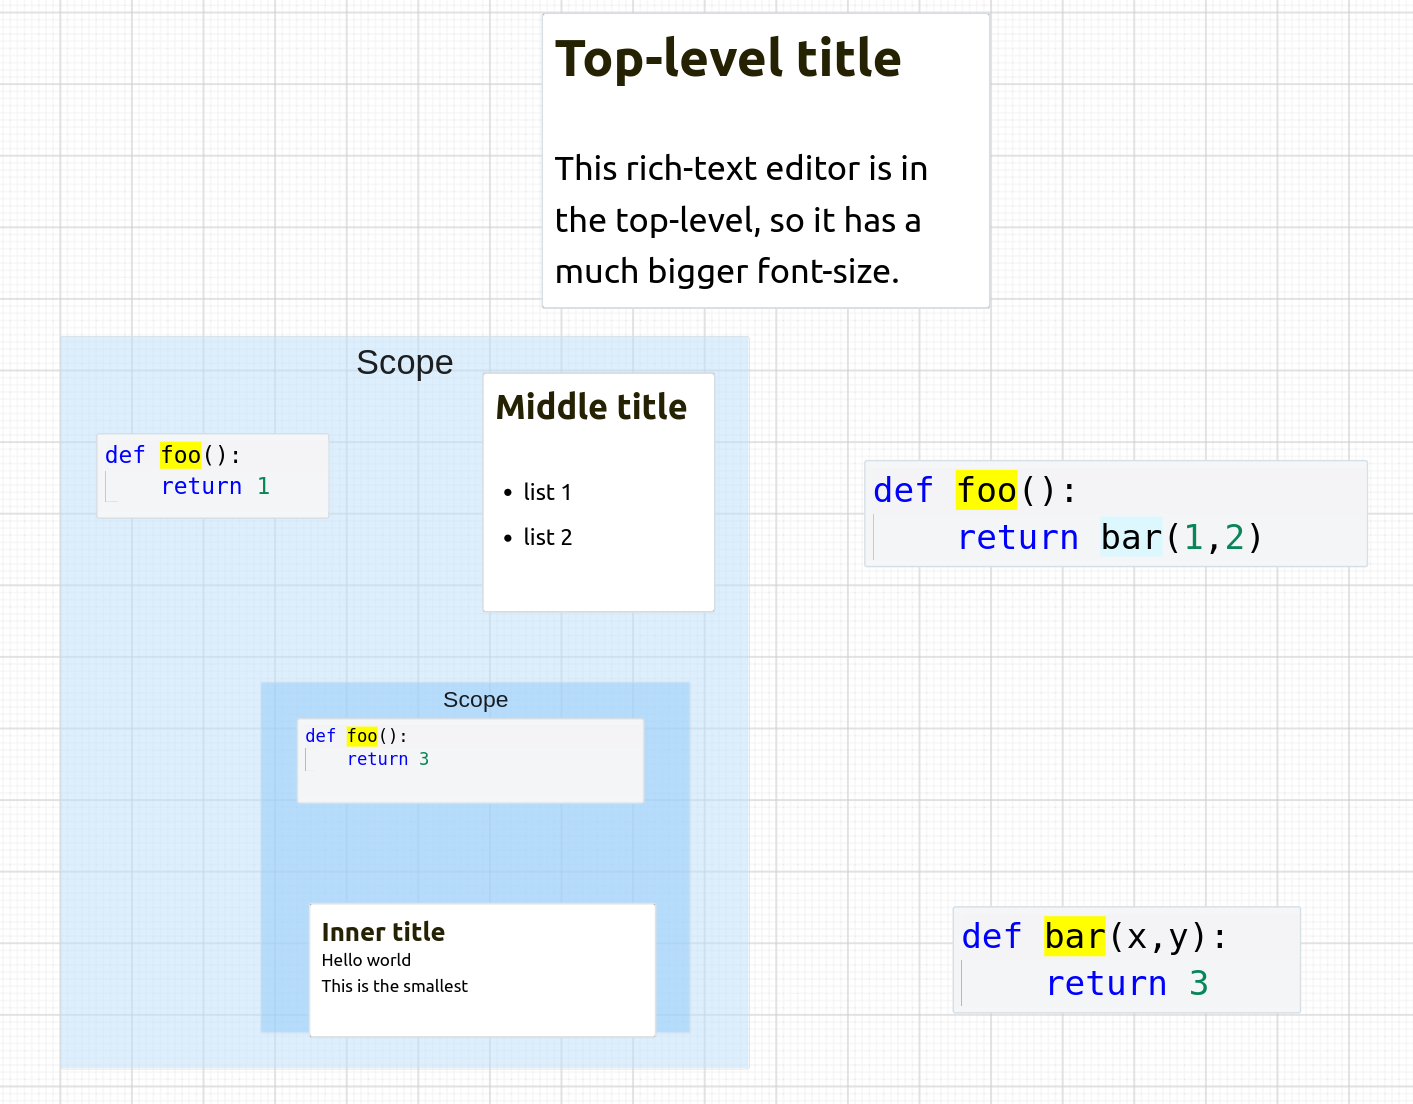 Top-level title
This rich-text editor is in
the top-level, so it has a
much bigger font-size.
Scope
def foo():
    return 1
Middle title
• list 1
• list 2
def foo():
    return bar(1,2)
Scope
def foo():
    return 3
Inner title
Hello world
This is the smallest
def bar(x,y):
    return 3